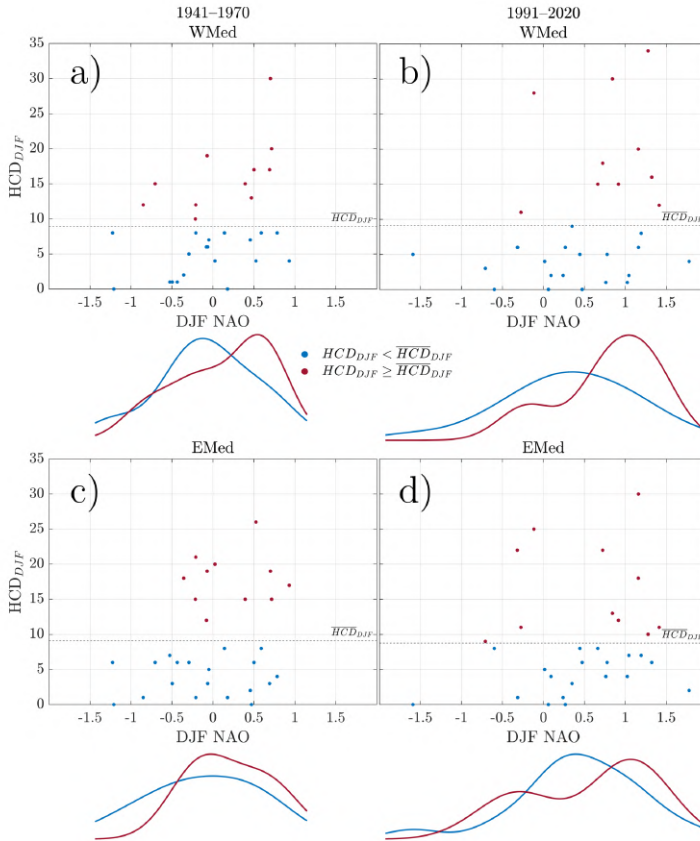 1941–1970
WMed
1991–2020
WMed
a)
b)
35
30
25
20
15
10
5
0
HCD_DJF
HCD_DJF
HCD_DJF
-1.5 -1 -0.5 0 0.5 1 1.5
-1.5 -1 -0.5 0 0.5 1 1.5
DJF NAO
DJF NAO
HCD_DJF < HCD_DJF
HCD_DJF ≥ HCD_DJF
EMed
EMed
c)
d)
35
30
25
20
15
10
5
0
HCD_DJF
HCD_DJF
HCD_DJF
-1.5 -1 -0.5 0 0.5 1 1.5
-1.5 -1 -0.5 0 0.5 1 1.5
DJF NAO
DJF NAO